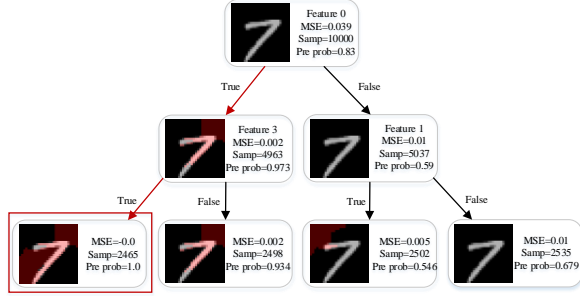 Feature 0
MSE=0.039
Samp=10000
Pre prob=0.83
True
False
Feature 3
MSE=0.002
Samp=4963
Pre prob=0.973
Feature 1
MSE=0.01
Samp=5037
Pre prob=0.59
True
False
True
False
MSE=-0.0
Samp=2465
Pre prob=1.0
MSE=0.002
Samp=2498
Pre prob=0.934
MSE=0.005
Samp=2502
Pre prob=0.546
MSE=0.01
Samp=2535
Pre prob=0.679